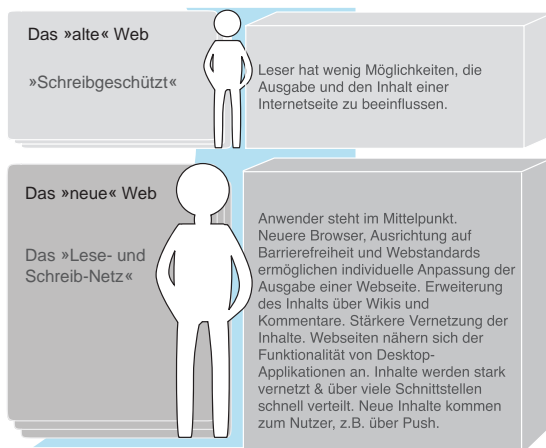 Das »alte« Web
»Schreibgeschützt«
Leser hat wenig Möglichkeiten, die
Ausgabe und den Inhalt einer
Internetseite zu beeinflussen.
Das »neue« Web
Das »Lese- und
Schreib-Netz«
Anwender steht im Mittelpunkt.
Neuere Browser, Ausrichtung auf
Barrierefreiheit und Webstandards
ermöglichen individuelle Anpassung der
Ausgabe einer Webseite. Erweiterung
des Inhalts über Wikis und
Kommentare. Stärkere Vernetzung der
Inhalte. Webseiten nähern sich der
Funktionalität von Desktop-
Applikationen an. Inhalte werden stark
vernetzt & über viele Schnittstellen
schnell verteilt. Neue Inhalte kommen
zum Nutzer, z.B. über Push.